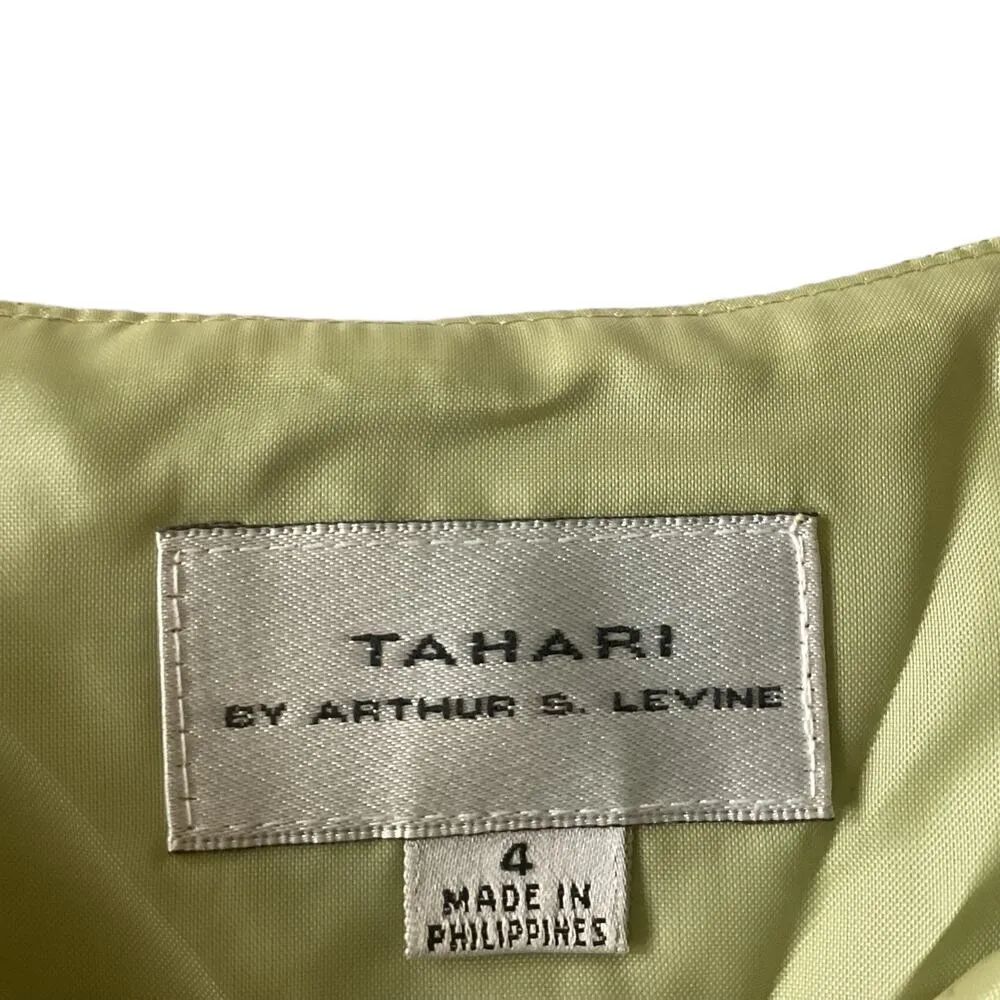 TAHARI
BY ARTHUR S. LEVINE
4
MADE IN
PHILIPPINES